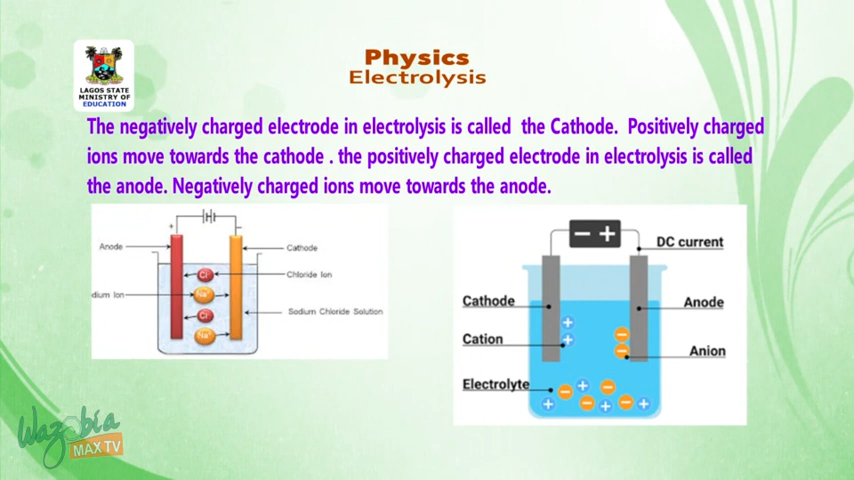 Physics
Electrolysis
LAGOS STATE
MINISTRY OF
EDUCATION
The negatively charged electrode in electrolysis is called the Cathode. Positively charged
ions move towards the cathode . the positively charged electrode in electrolysis is called
the anode. Negatively charged ions move towards the anode.
+
−
Anode
Cathode
Cl⁻
Chloride Ion
dium Ion
Na⁺
Cl⁻
Sodium Chloride Solution
Na⁺
− +
DC current
Cathode
Anode
Cation
Anion
Electrolyte
Wazobia
MAX TV